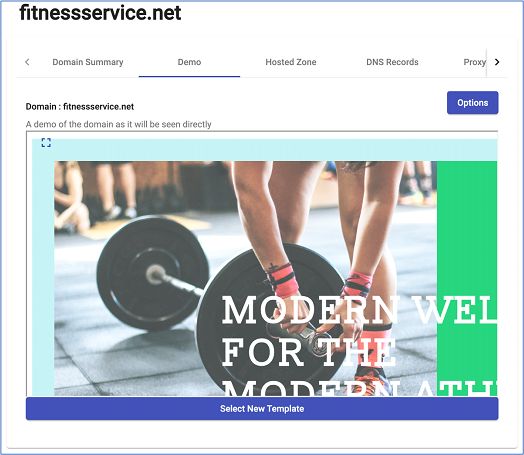 fitnessservice.net
Domain Summary
Demo
Hosted Zone
DNS Records
Proxy
Domain : fitnessservice.net
Options
A demo of the domain as it will be seen directly
MODERN WEL
FOR THE
MODERN ATH
Select New Template